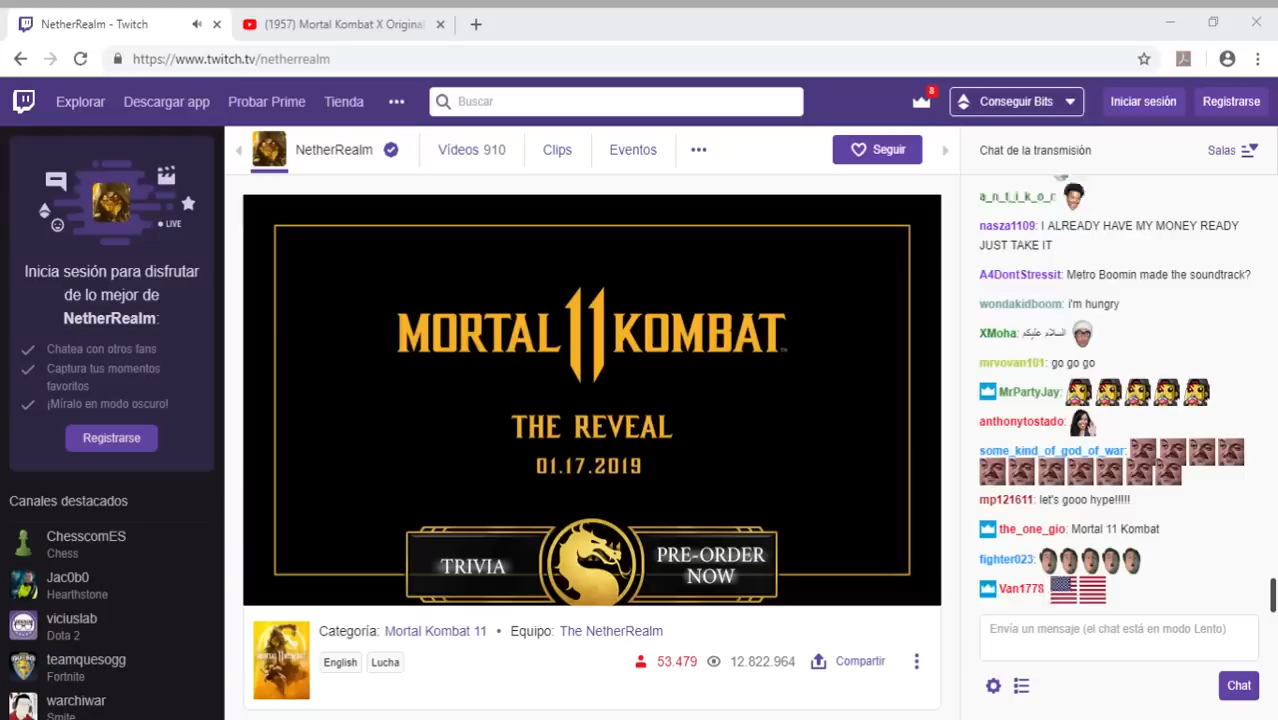 NetherRealm - Twitch
(1957) Mortal Kombat X Original
https://www.twitch.tv/netherrealm
Explorar
Descargar app
Probar Prime
Tienda
Buscar
8
Conseguir Bits
Iniciar sesión
Registrarse
LIVE
Inicia sesión para disfrutar
de lo mejor de
NetherRealm:
Chatea con otros fans
Captura tus momentos
favoritos
¡Míralo en modo oscuro!
Registrarse
Canales destacados
ChesscomES
Chess
Jac0b0
Hearthstone
viciuslab
Dota 2
teamquesogg
Fortnite
warchiwar
Smite
NetherRealm
Vídeos 910
Clips
Eventos
Seguir
MORTAL 11 KOMBAT
THE REVEAL
01.17.2019
TRIVIA
PRE-ORDER
NOW
Categoría: Mortal Kombat 11 • Equipo: The NetherRealm
English
Lucha
53.479
12.822.964
Compartir
Chat de la transmisión
Salas
a_n_t_i_k_o_r:
nasza1109: I ALREADY HAVE MY MONEY READY
JUST TAKE IT
A4DontStressit: Metro Boomin made the soundtrack?
wondakidboom: i'm hungry
XMoha: السلام عليكم
mrvovan101: go go go
MrPartyJay:
anthonytostado:
some_kind_of_god_of_war:
mp121611: let's gooo hype!!!!!
the_one_gio: Mortal 11 Kombat
fighter023:
Van1778:
Envía un mensaje (el chat está en modo Lento)
Chat